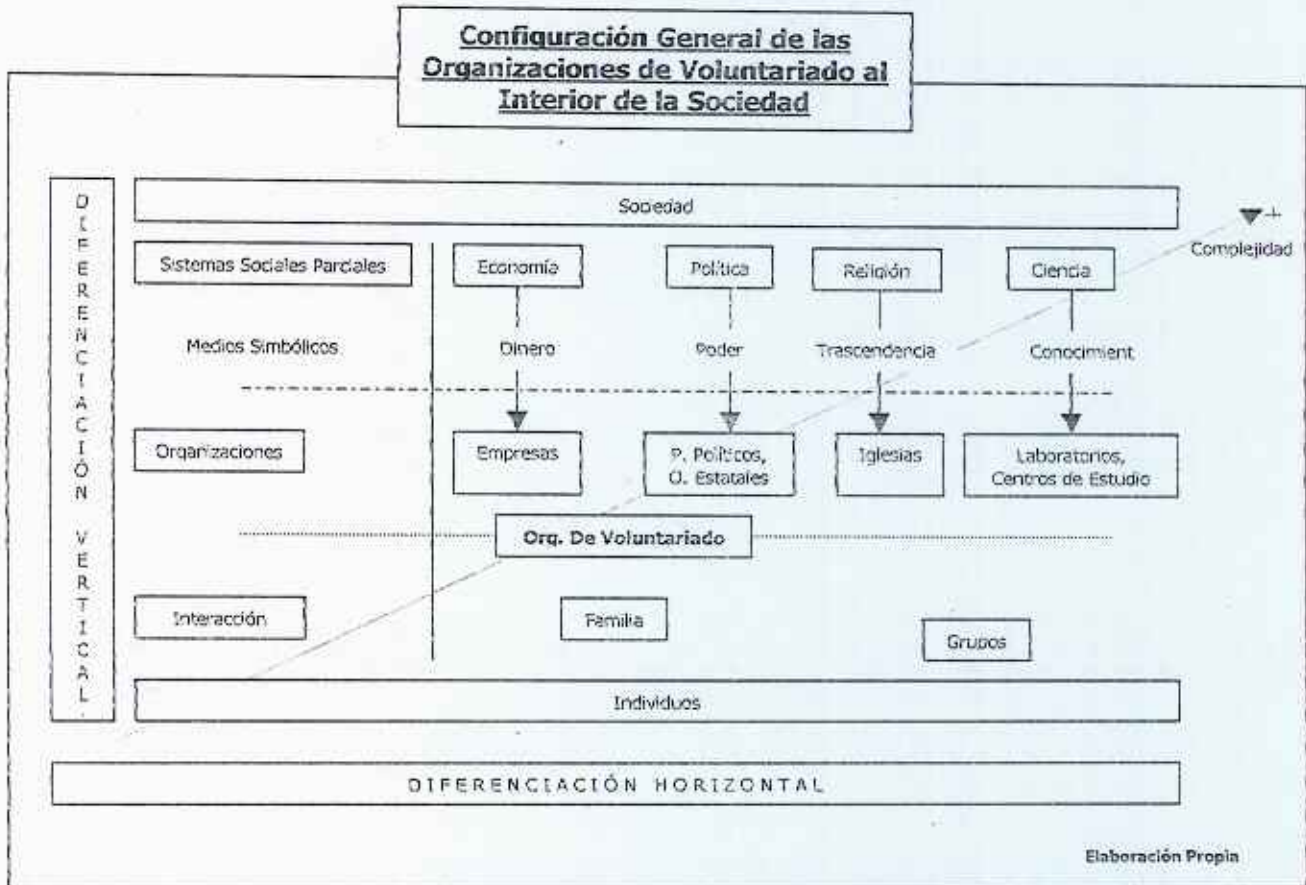 Configuración General de las
Organizaciones de Voluntariado al
Interior de la Sociedad
DIFERENCIACIÓN VERTICAL
Sociedad
+
Complejidad
Sistemas Sociales Parciales
Economía
Política
Religión
Ciencia
Medios Simbólicos
Dinero
Poder
Trascendencia
Conocimient
Organizaciones
Empresas
P. Políticos,
O. Estatales
Iglesias
Laboratorios,
Centros de Estudio
Org. De Voluntariado
Interacción
Familia
Grupos
Individuos
DIFERENCIACIÓN HORIZONTAL
Elaboración Propia